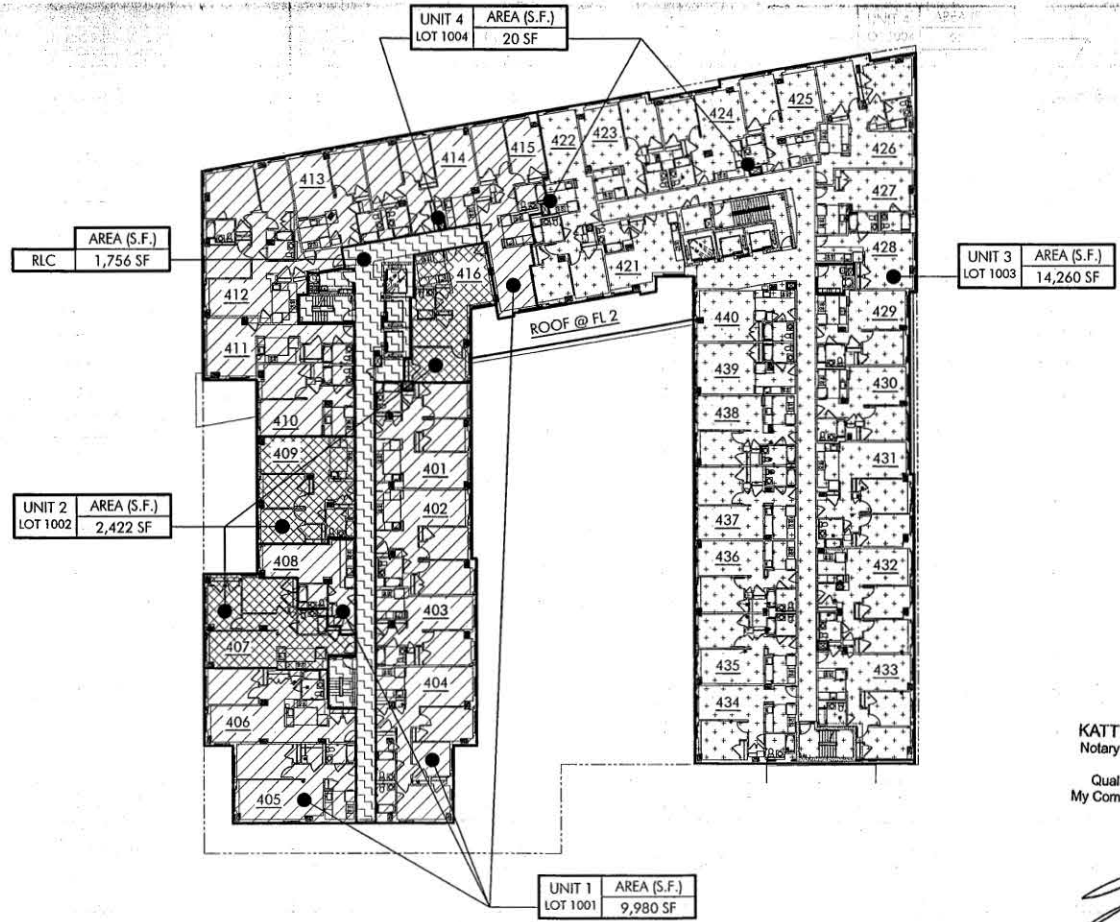 UNIT 4 AREA (S.F.)
LOT 1004 20 SF
425
424
423
422
415
414
413
426
427
428
416
421
AREA (S.F.)
RLC 1,756 SF
UNIT 3 AREA (S.F.)
LOT 1003 14,260 SF
412
411
ROOF @ FL 2
440
429
439
430
410
438
409
401
431
402
UNIT 2 AREA (S.F.)
LOT 1002 2,422 SF
437
408
436
432
403
407
435
433
404
434
406
405
KATT
Notary
Qual
My Com
UNIT 1 AREA (S.F.)
LOT 1001 9,980 SF